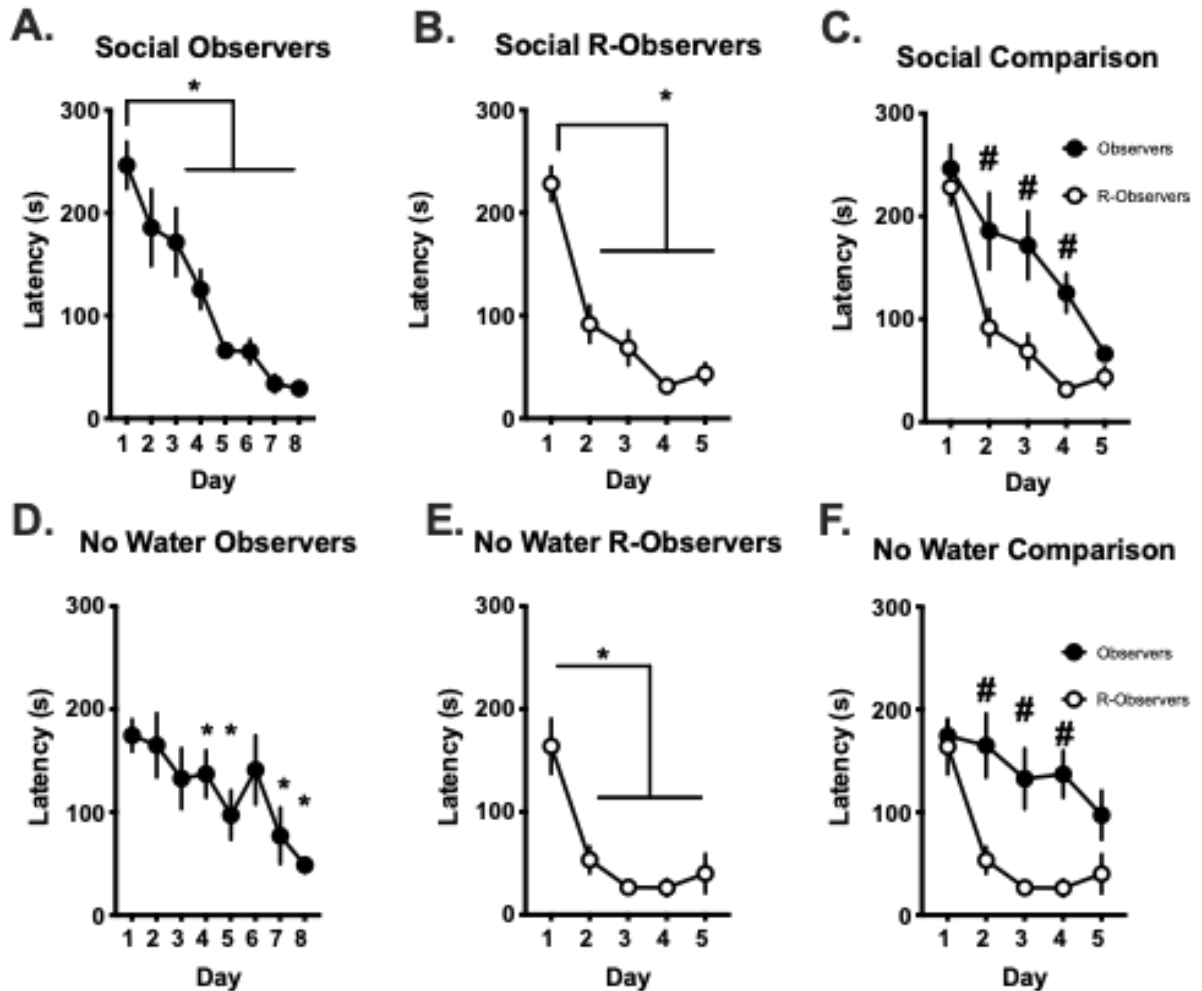 A.
Social Observers
*
300
200
100
0
Latency (s)
1 2 3 4 5 6 7 8
Day
B.
Social R-Observers
*
300
200
100
0
Latency (s)
1 2 3 4 5
Day
C.
Social Comparison
300
200
100
0
Latency (s)
# # #
Observers
R-Observers
1 2 3 4 5
Day
D.
No Water Observers
300
200
100
0
Latency (s)
* * * *
1 2 3 4 5 6 7 8
Day
E.
No Water R-Observers
*
300
200
100
0
Latency (s)
1 2 3 4 5
Day
F.
No Water Comparison
300
200
100
0
Latency (s)
# # #
Observers
R-Observers
1 2 3 4 5
Day